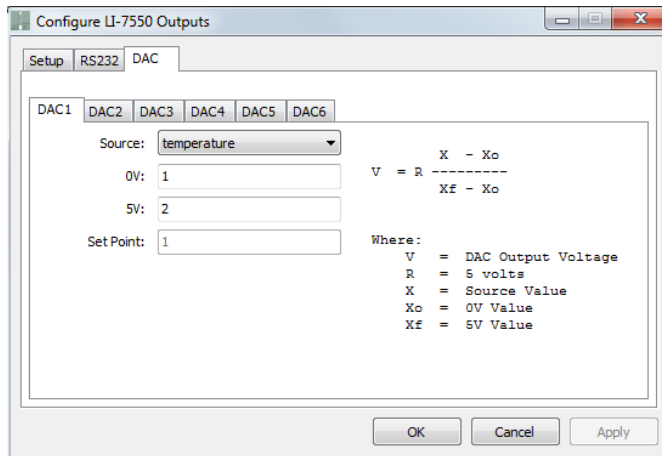 Configure LI-7550 Outputs
Setup RS232 DAC
DAC1 DAC2 DAC3 DAC4 DAC5 DAC6
Source: temperature
0V: 1
5V: 2
Set Point: 1
X - Xo
V = R ---------
Xf - Xo
Where:
V = DAC Output Voltage
R = 5 volts
X = Source Value
Xo = 0V Value
Xf = 5V Value
OK Cancel Apply